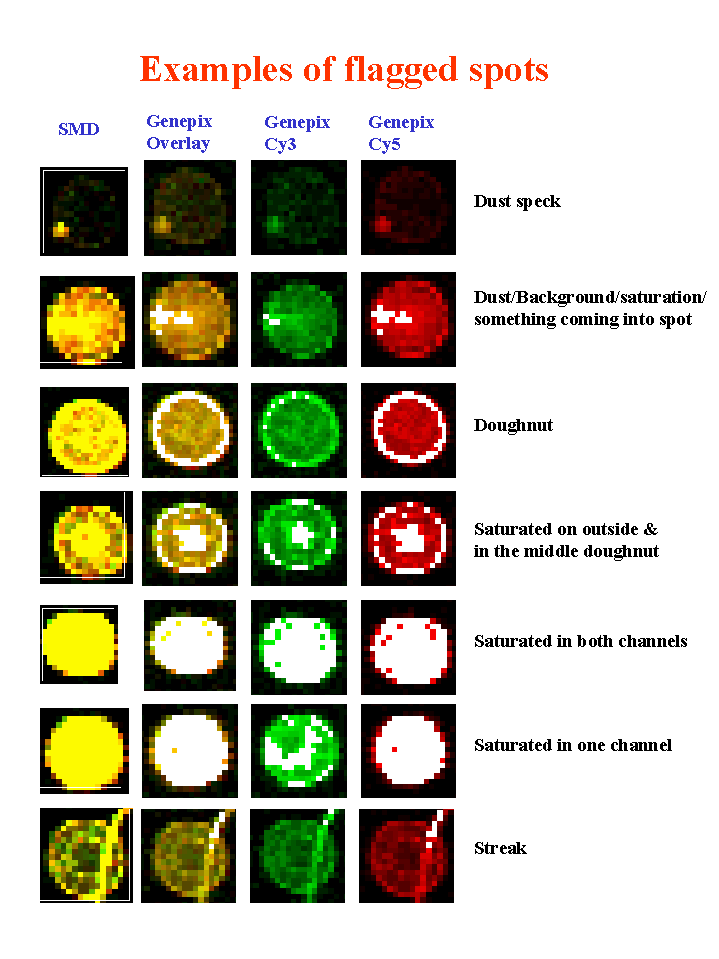 Examples of flagged spots
SMD
Genepix
Overlay
Genepix
Cy3
Genepix
Cy5
Dust speck
Dust/Background/saturation/
something coming into spot
Doughnut
Saturated on outside &
in the middle doughnut
Saturated in both channels
Saturated in one channel
Streak